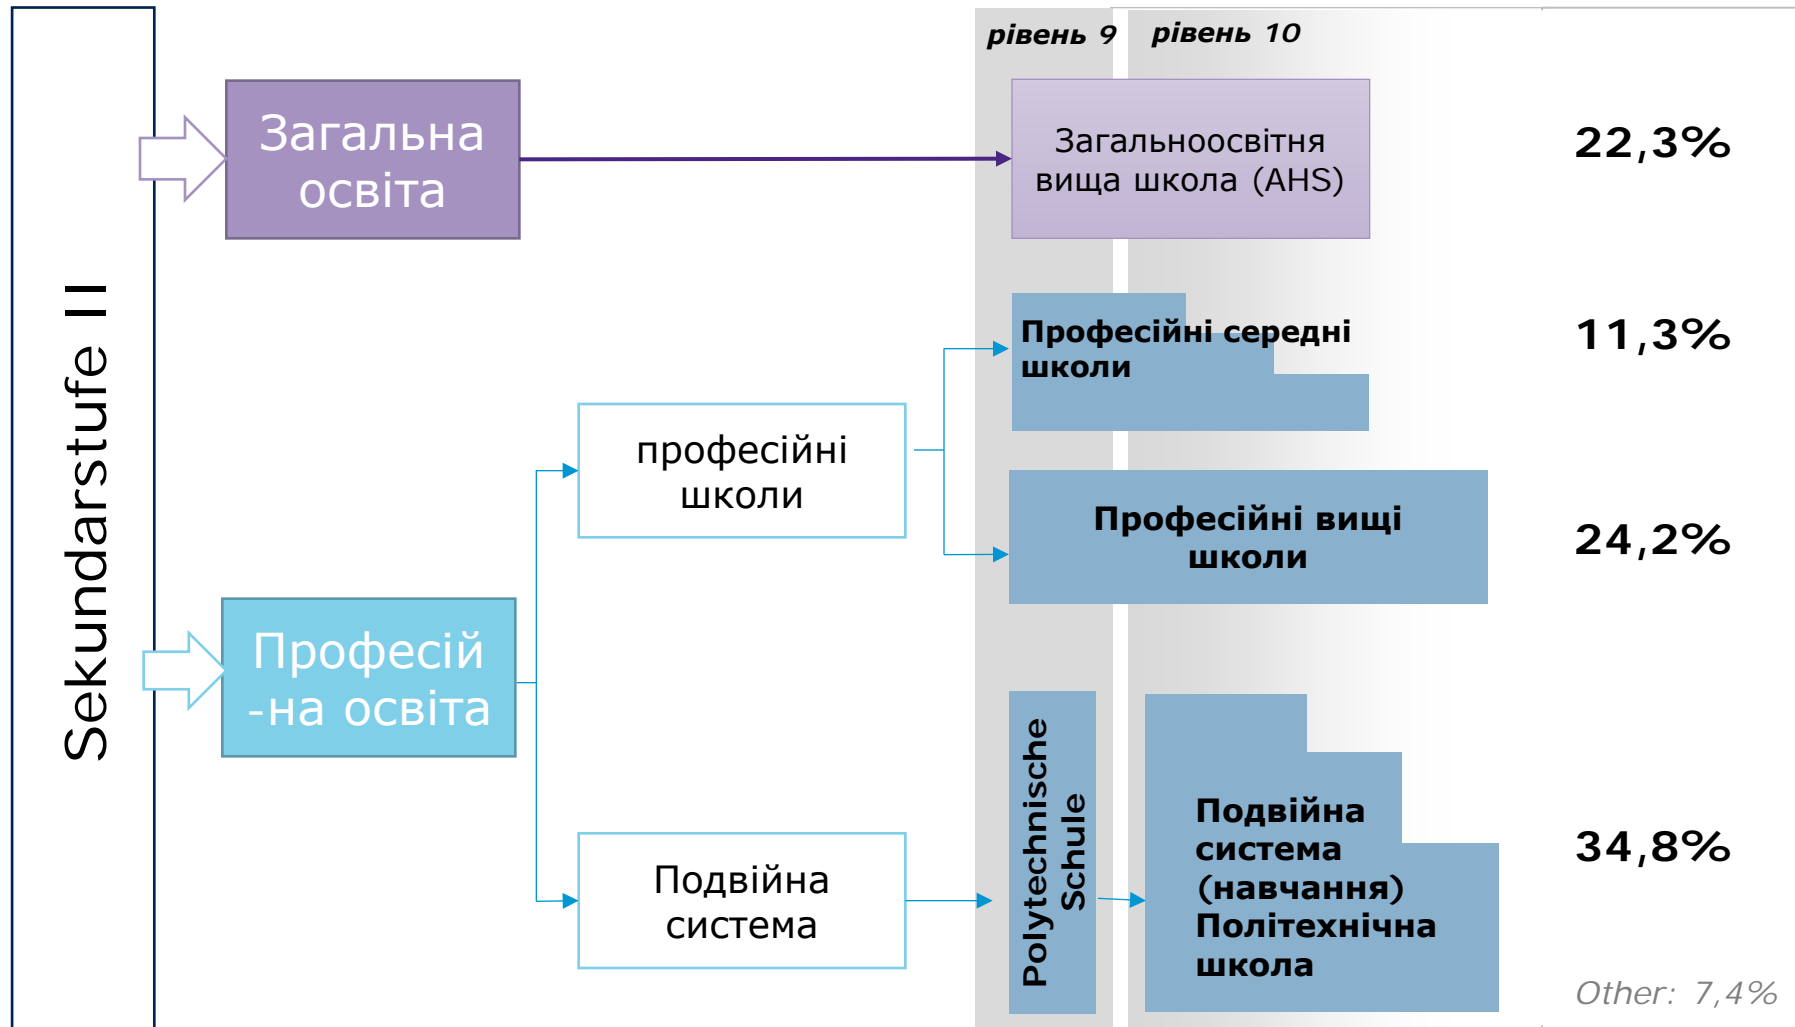 рівень 9
рівень 10
Sekundarstufe II
Загальна
освіта
Загальноосвітня
вища школа (AHS)
22,3%
Професійні середні
школи
11,3%
професійні
школи
Професійні вищі
школи
24,2%
Професій
-на освіта
Подвійна
система
Polytechnische
Schule
Подвійна
система
(навчання)
Політехнічна
школа
34,8%
Other: 7,4%